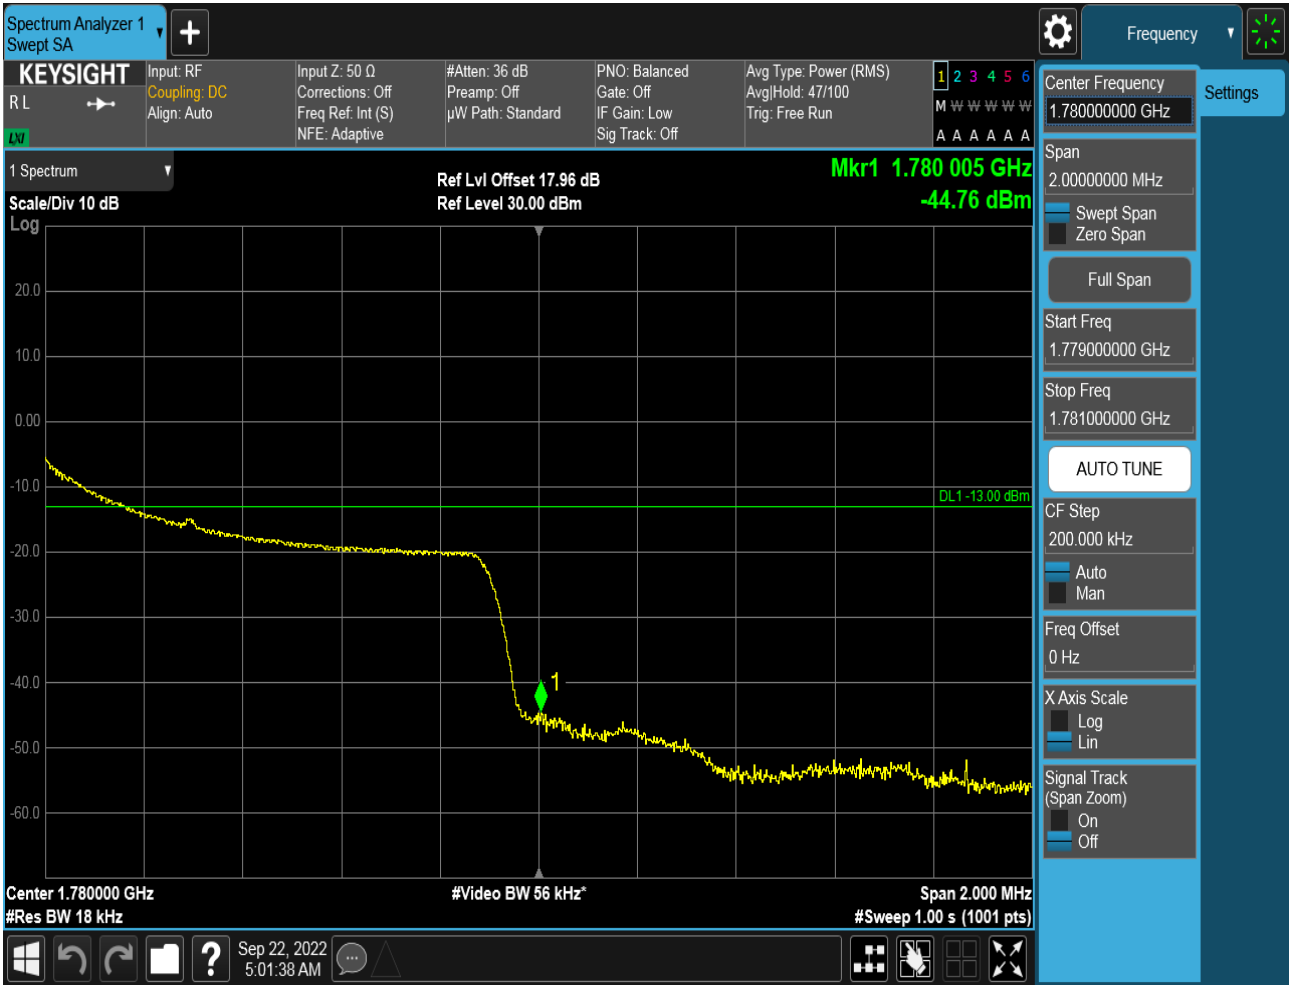 Spectrum Analyzer 1
Swept SA
Frequency
KEYSIGHT
R L
LXI
Input: RF
Coupling: DC
Align: Auto
Input Z: 50 Ω
Corrections: Off
Freq Ref: Int (S)
NFE: Adaptive
#Atten: 36 dB
Preamp: Off
µW Path: Standard
PNO: Balanced
Gate: Off
IF Gain: Low
Sig Track: Off
Avg Type: Power (RMS)
Avg|Hold: 47/100
Trig: Free Run
1 2 3 4 5 6
M W W W W W
A A A A A A
Center Frequency
1.780000000 GHz
Settings
Span
2.00000000 MHz
Swept Span
Zero Span
Full Span
Start Freq
1.779000000 GHz
Stop Freq
1.781000000 GHz
AUTO TUNE
CF Step
200.000 kHz
Auto
Man
Freq Offset
0 Hz
X Axis Scale
Log
Lin
Signal Track
(Span Zoom)
On
Off
1 Spectrum
Scale/Div 10 dB
Log
Ref Lvl Offset 17.96 dB
Ref Level 30.00 dBm
Mkr1 1.780 005 GHz
-44.76 dBm
20.0
10.0
0.00
-10.0
DL1 -13.00 dBm
-20.0
-30.0
-40.0
1
-50.0
-60.0
Center 1.780000 GHz
#Video BW 56 kHz*
Span 2.000 MHz
#Res BW 18 kHz
#Sweep 1.00 s (1001 pts)
?
Sep 22, 2022
5:01:38 AM